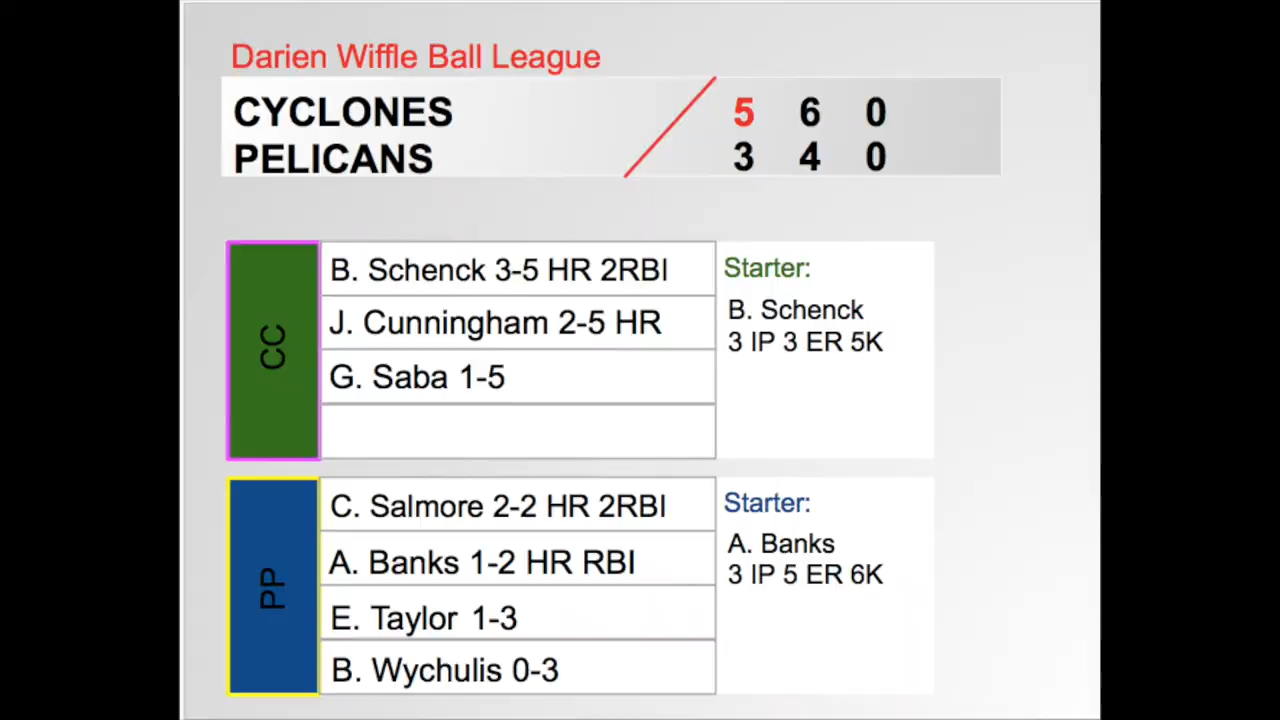 Darien Wiffle Ball League
CYCLONES 5 6 0
PELICANS 3 4 0
CC
B. Schenck 3-5 HR 2RBI
J. Cunningham 2-5 HR
G. Saba 1-5
Starter:
B. Schenck
3 IP 3 ER 5K
PP
C. Salmore 2-2 HR 2RBI
A. Banks 1-2 HR RBI
E. Taylor 1-3
B. Wychulis 0-3
Starter:
A. Banks
3 IP 5 ER 6K